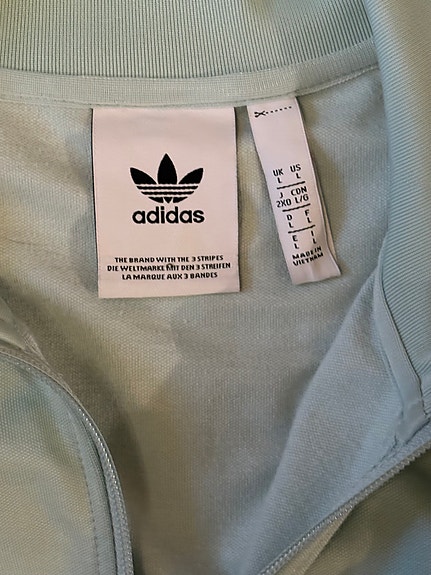 adidas
THE BRAND WITH THE 3 STRIPES
DIE WELTMARKE MIT DEN 3 STREIFEN
LA MARQUE AUX 3 BANDES
UK US
L L
J CDN
2XO L/G
D F
L L
E I
L L
MADE IN
VIETNAM